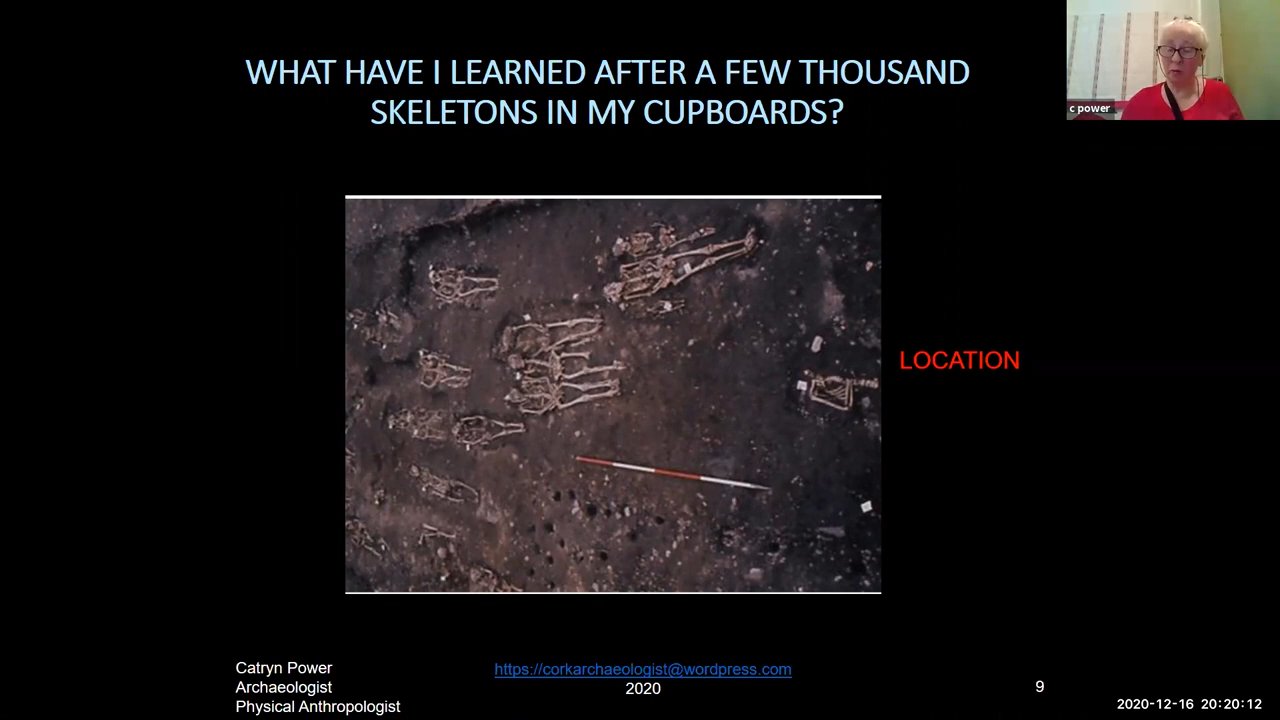 WHAT HAVE I LEARNED AFTER A FEW THOUSAND
SKELETONS IN MY CUPBOARDS?
c power
LOCATION
Catryn Power
Archaeologist
Physical Anthropologist
https://corkarchaeologist@wordpress.com
2020
9
2020-12-16 20:20:12